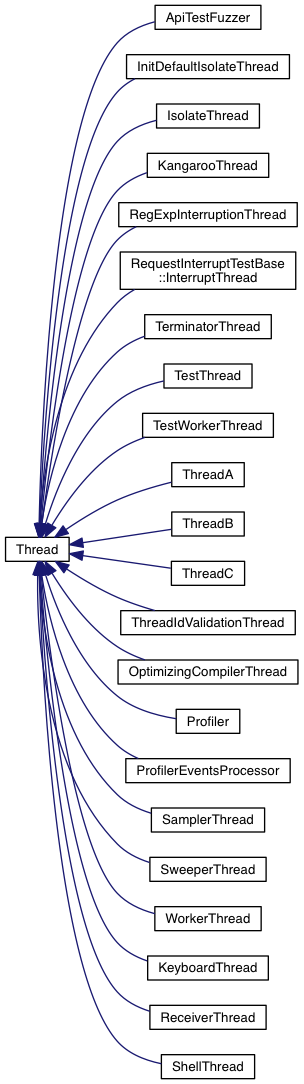 ApiTestFuzzer
InitDefaultIsolateThread
IsolateThread
KangarooThread
RegExpInterruptionThread
RequestInterruptTestBase
::InterruptThread
TerminatorThread
TestThread
TestWorkerThread
ThreadA
ThreadB
Thread
ThreadC
ThreadIdValidationThread
OptimizingCompilerThread
Profiler
ProfilerEventsProcessor
SamplerThread
SweeperThread
WorkerThread
KeyboardThread
ReceiverThread
ShellThread